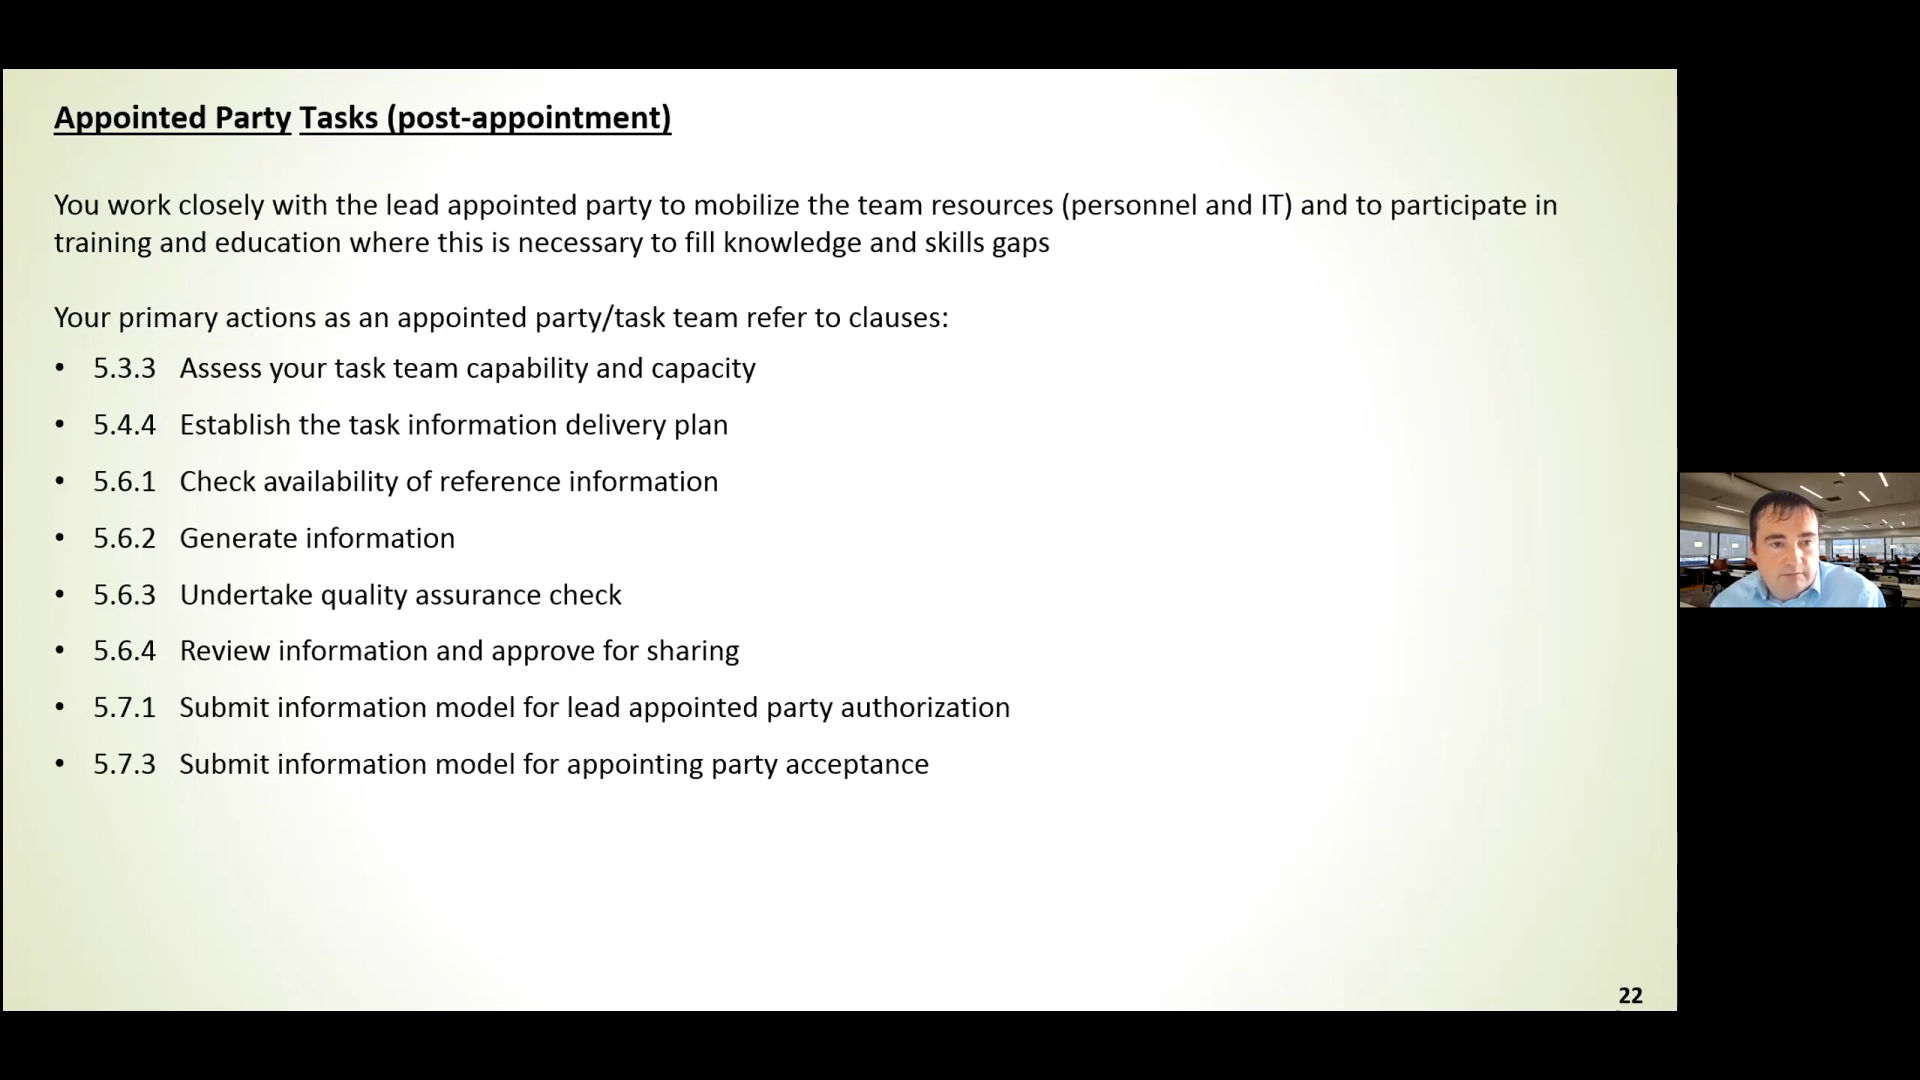 Appointed Party Tasks (post-appointment)
You work closely with the lead appointed party to mobilize the team resources (personnel and IT) and to participate in
training and education where this is necessary to fill knowledge and skills gaps
Your primary actions as an appointed party/task team refer to clauses:
• 5.3.3 Assess your task team capability and capacity
• 5.4.4 Establish the task information delivery plan
• 5.6.1 Check availability of reference information
• 5.6.2 Generate information
• 5.6.3 Undertake quality assurance check
• 5.6.4 Review information and approve for sharing
• 5.7.1 Submit information model for lead appointed party authorization
• 5.7.3 Submit information model for appointing party acceptance
22